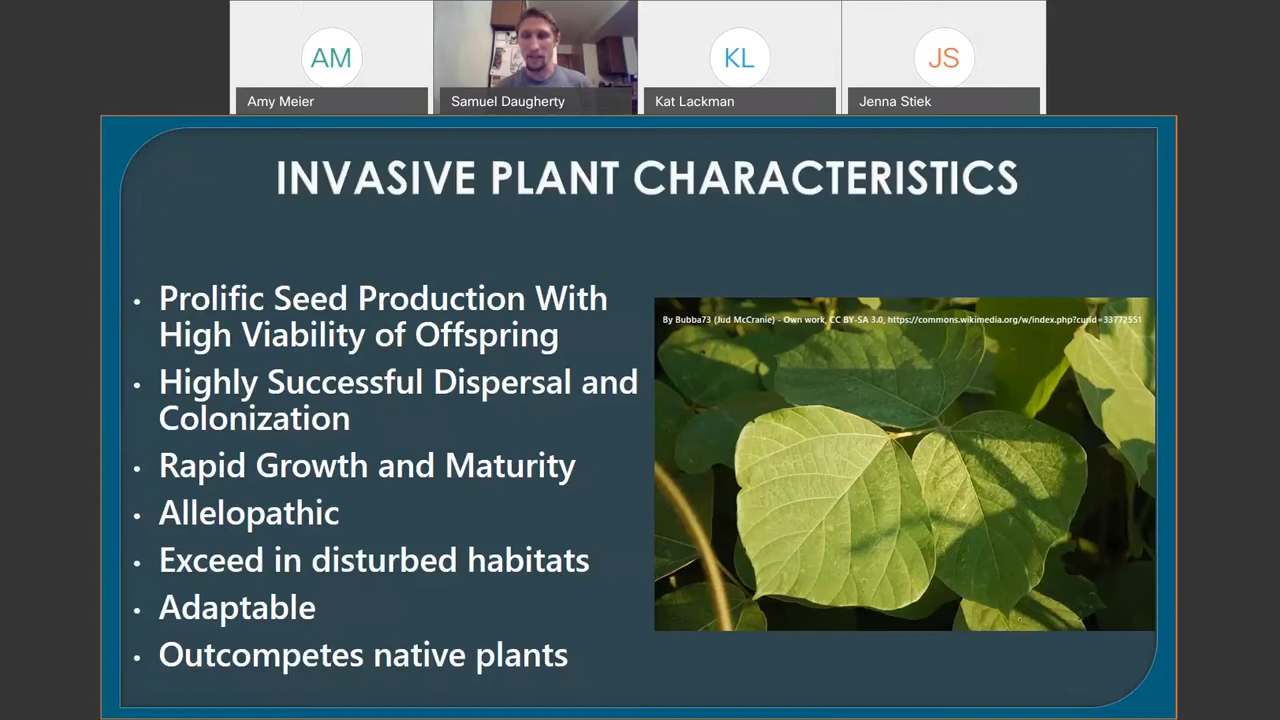 AM
KL
JS
Amy Meier
Samuel Daugherty
Kat Lackman
Jenna Stiek
INVASIVE PLANT CHARACTERISTICS
• Prolific Seed Production With
High Viability of Offspring
• Highly Successful Dispersal and
Colonization
• Rapid Growth and Maturity
• Allelopathic
• Exceed in disturbed habitats
• Adaptable
• Outcompetes native plants
By Bubba73 (Jud McCranie) - Own work, CC BY-SA 3.0, https://commons.wikimedia.org/w/index.php?curid=33772551